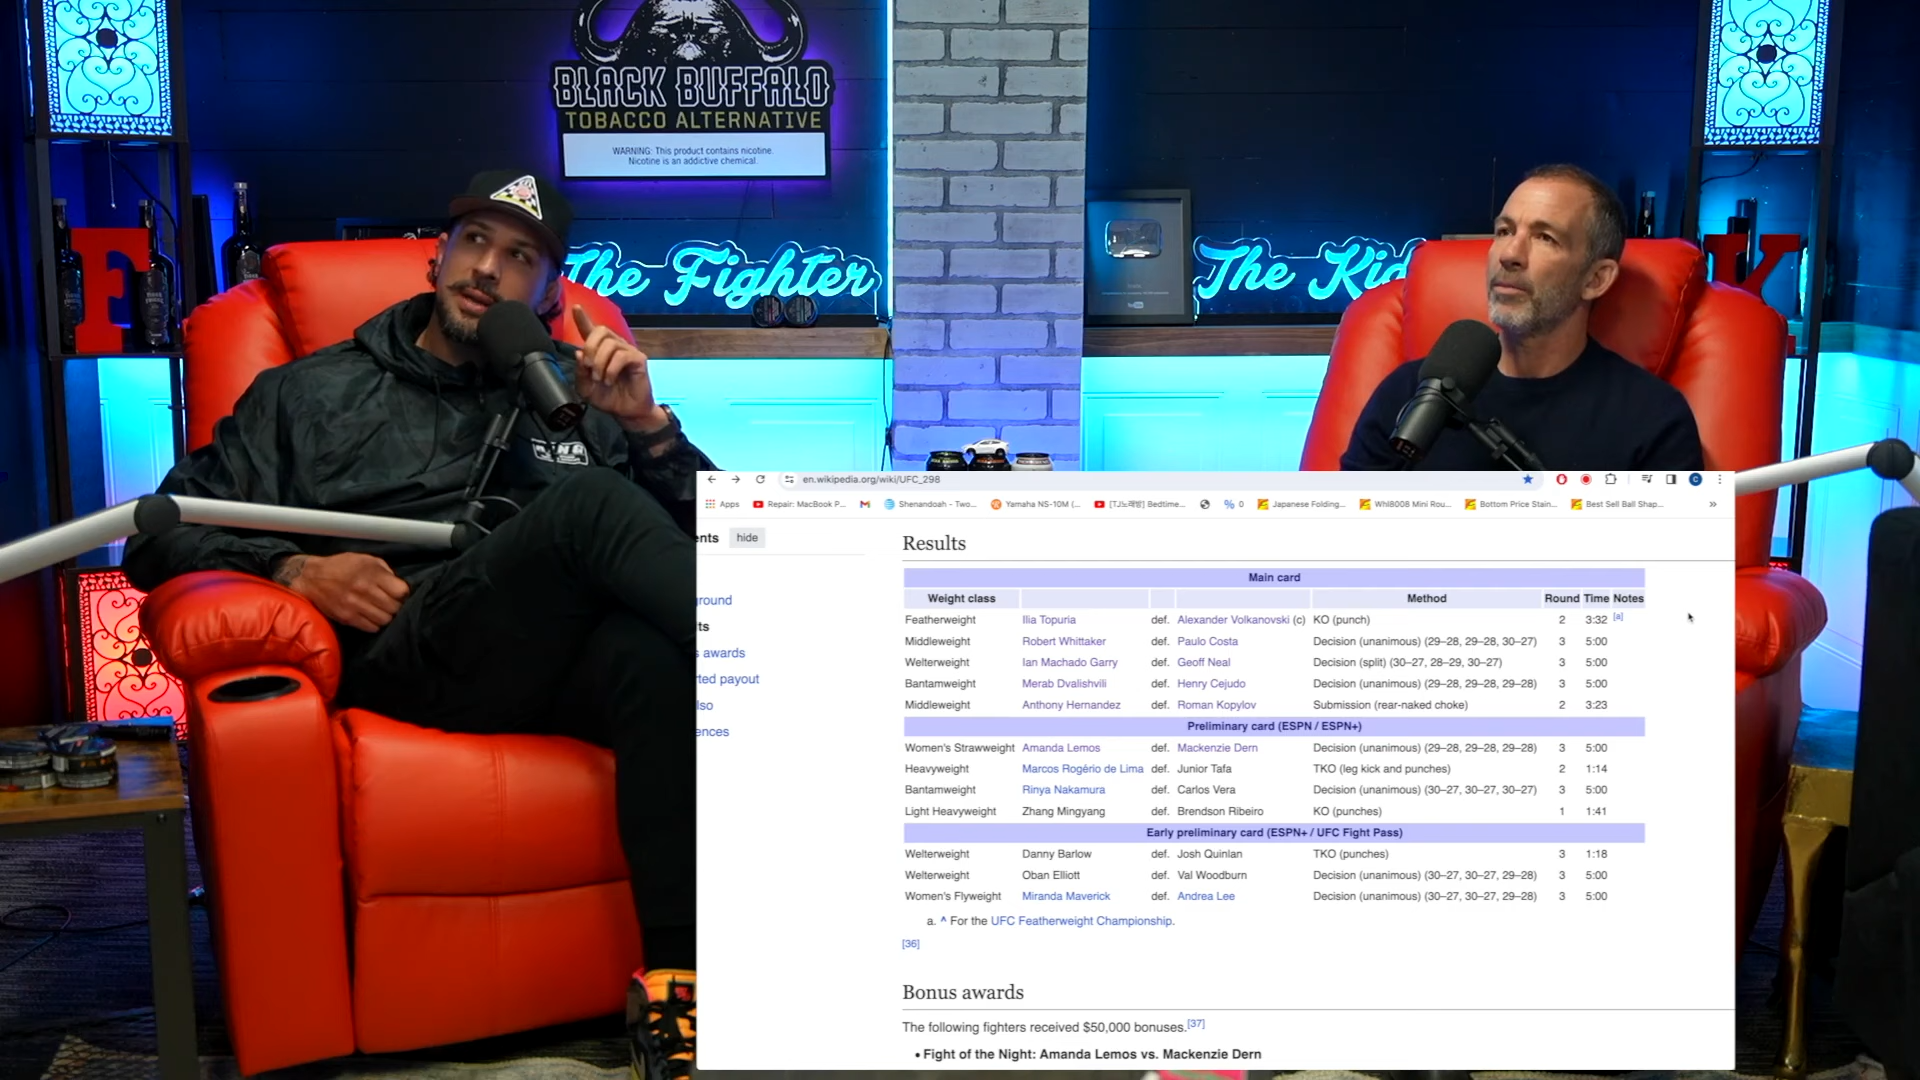 BLACK BUFFALO
TOBACCO ALTERNATIVE
WARNING: This product contains nicotine.
Nicotine is an addictive chemical.
The Fighter
The Kid
F
K
en.wikipedia.org/wiki/UFC_298
Apps Repair: MacBook P... Shenandoah - Two... Yamaha NS-10M (... Bedtime... 0 Japanese Folding... Whl8008 Mini Rou... Bottom Price Stain... Best Sell Ball Shap... »
ents hide
ground
lts
s awards
rted payout
lso
ences
Results
Main card
Weight class Method Round Time Notes
Featherweight Ilia Topuria def. Alexander Volkanovski (c) KO (punch) 2 3:32 [a]
Middleweight Robert Whittaker def. Paulo Costa Decision (unanimous) (29–28, 29–28, 30–27) 3 5:00
Welterweight Ian Machado Garry def. Geoff Neal Decision (split) (30–27, 28–29, 30–27) 3 5:00
Bantamweight Merab Dvalishvili def. Henry Cejudo Decision (unanimous) (29–28, 29–28, 29–28) 3 5:00
Middleweight Anthony Hernandez def. Roman Kopylov Submission (rear-naked choke) 2 3:23
Preliminary card (ESPN / ESPN+)
Women's Strawweight Amanda Lemos def. Mackenzie Dern Decision (unanimous) (29–28, 29–28, 29–28) 3 5:00
Heavyweight Marcos Rogério de Lima def. Junior Tafa TKO (leg kick and punches) 2 1:14
Bantamweight Rinya Nakamura def. Carlos Vera Decision (unanimous) (30–27, 30–27, 30–27) 3 5:00
Light Heavyweight Zhang Mingyang def. Brendson Ribeiro KO (punches) 1 1:41
Early preliminary card (ESPN+ / UFC Fight Pass)
Welterweight Danny Barlow def. Josh Quinlan TKO (punches) 3 1:18
Welterweight Oban Elliott def. Val Woodburn Decision (unanimous) (30–27, 30–27, 29–28) 3 5:00
Women's Flyweight Miranda Maverick def. Andrea Lee Decision (unanimous) (30–27, 30–27, 29–28) 3 5:00
a. ^ For the UFC Featherweight Championship.
[36]
Bonus awards
The following fighters received $50,000 bonuses.[37]
• Fight of the Night: Amanda Lemos vs. Mackenzie Dern